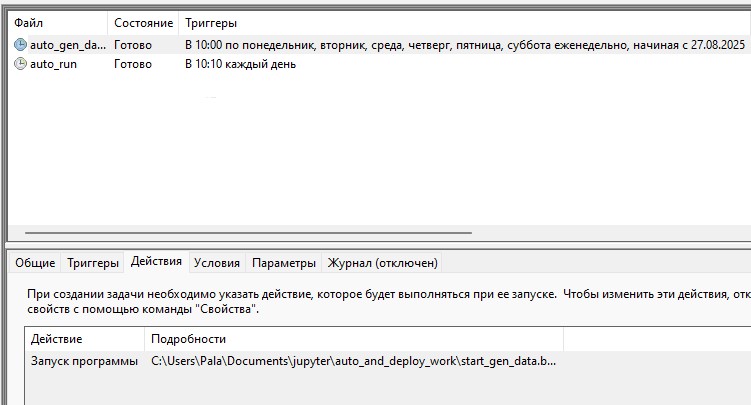 Файл Состояние Триггеры
auto_gen_da... Готово В 10:00 по понедельник, вторник, среда, четверг, пятница, суббота еженедельно, начиная с 27.08.2025
auto_run Готово В 10:10 каждый день
Общие Триггеры Действия Условия Параметры Журнал (отключен)
При создании задачи необходимо указать действие, которое будет выполняться при ее запуске. Чтобы изменить эти действия, отк
свойств с помощью команды "Свойства".
Действие Подробности
Запуск программы C:\Users\Pala\Documents\jupyter\auto_and_deploy_work\start_gen_data.b...